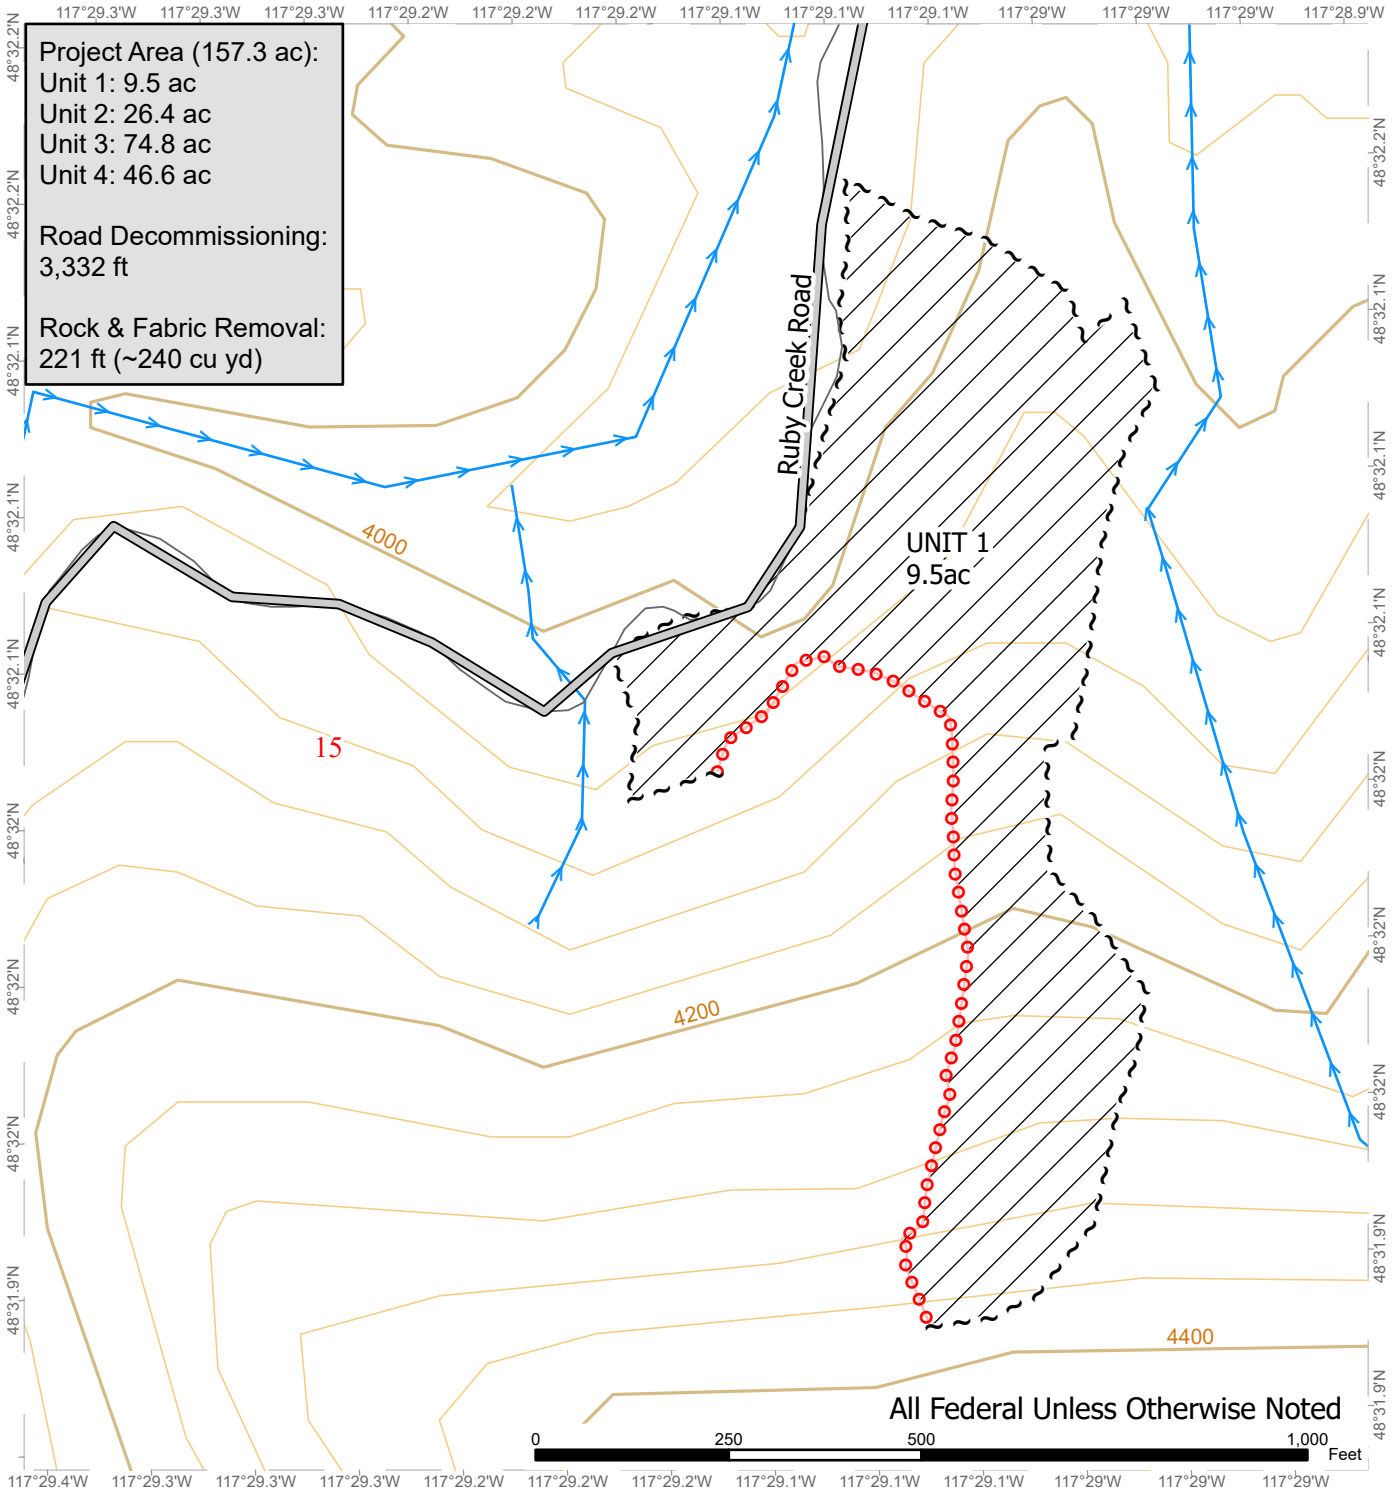 117°29.3'W 117°29.3'W 117°29.3'W 117°29.2'W 117°29.2'W 117°29.2'W 117°29.1'W 117°29.1'W 117°29.1'W 117°29'W 117°29'W 117°29'W 117°28.9'W
48°32.2'N
48°32.2'N
48°32.1'N
48°32.1'N
48°32.1'N
48°32'N
48°32'N
48°32'N
48°31.9'N
Project Area (157.3 ac):
Unit 1: 9.5 ac
Unit 2: 26.4 ac
Unit 3: 74.8 ac
Unit 4: 46.6 ac
Road Decommissioning:
3,332 ft
Rock & Fabric Removal:
221 ft (~240 cu yd)
Ruby Creek Road
4000
UNIT 1
9.5ac
15
4200
4400
48°32.2'N
48°32.1'N
48°32.1'N
48°32.1'N
48°32'N
48°32'N
48°32'N
48°31.9'N
48°31.9'N
All Federal Unless Otherwise Noted
0 250 500 1,000
Feet
117°29.4'W 117°29.3'W 117°29.3'W 117°29.2'W 117°29.2'W 117°29.2'W 117°29.2'W 117°29.1'W 117°29.1'W 117°29.1'W 117°29'W 117°29'W 117°29'W